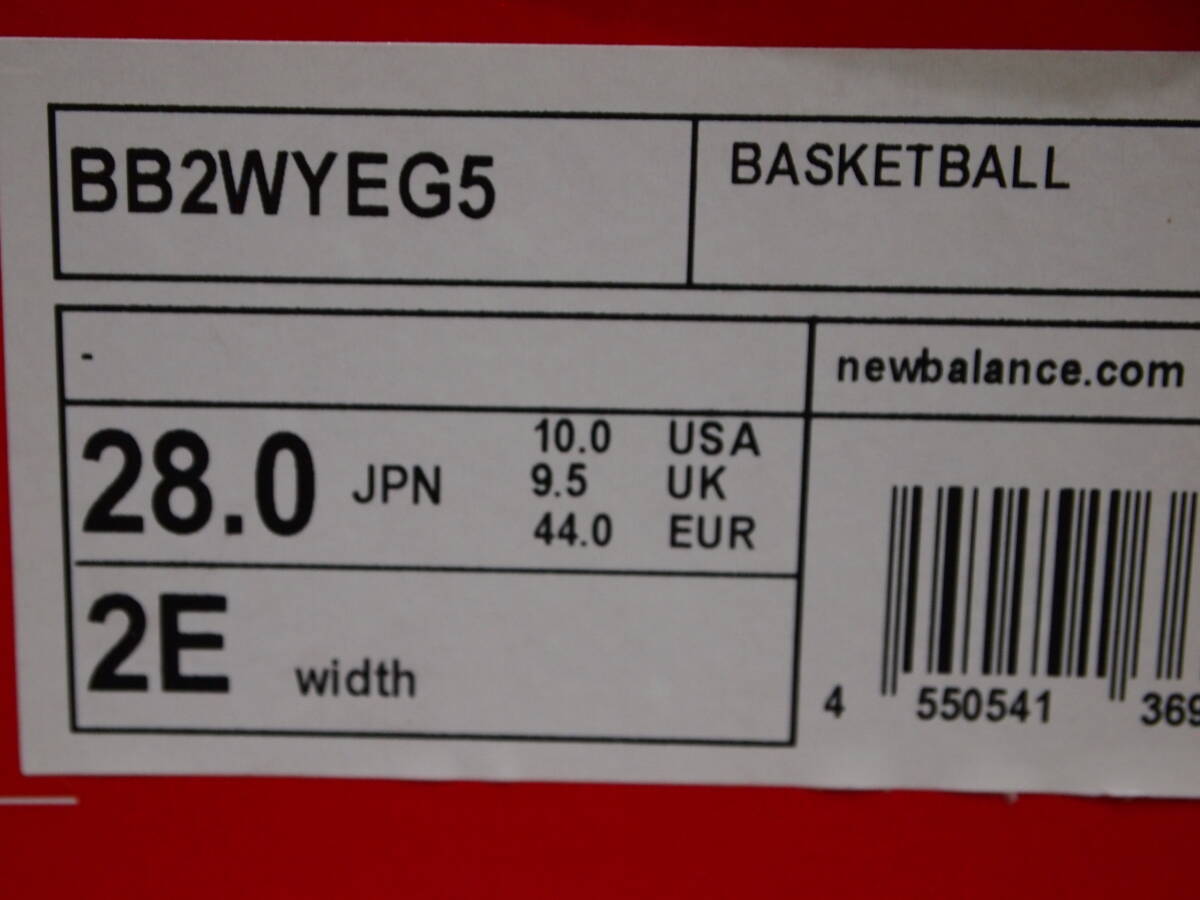 BB2WYEG5
BASKETBALL
-
newbalance.com
28.0 JPN
10.0 USA
9.5 UK
44.0 EUR
2E width
4 550541 369